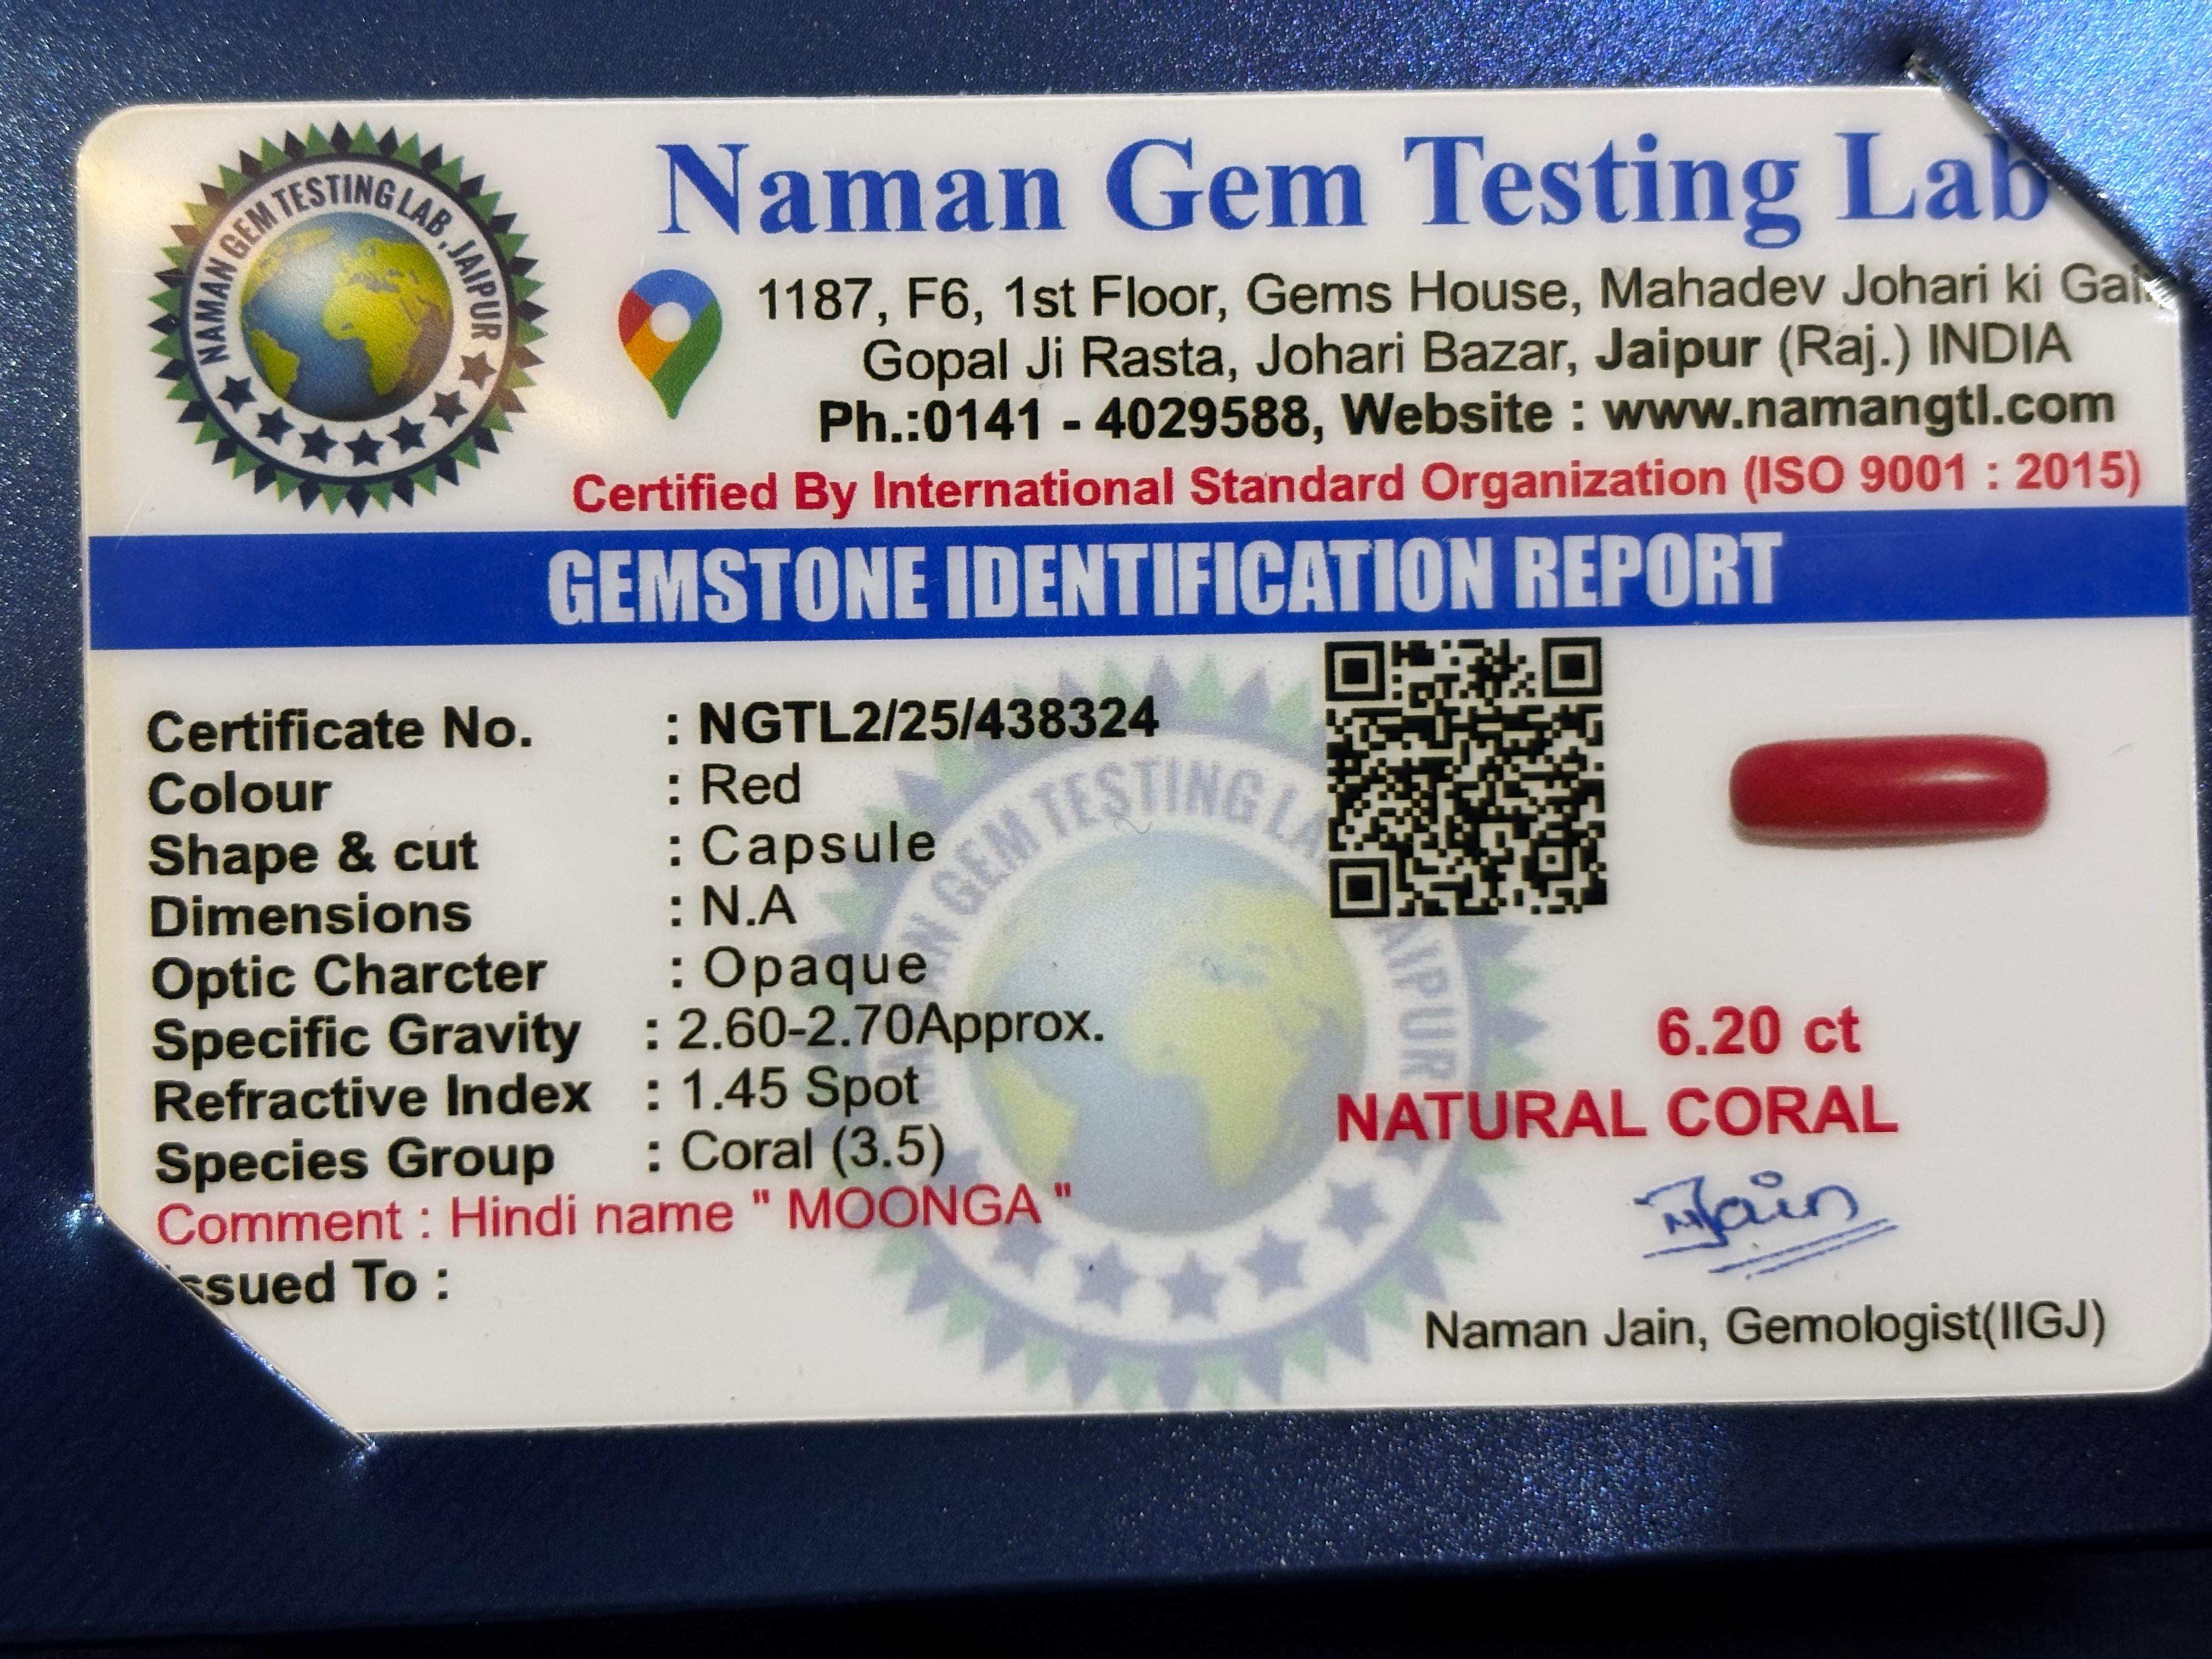 NAMAN GEM TESTING LAB, JAIPUR
Naman Gem Testing Lab
1187, F6, 1st Floor, Gems House, Mahadev Johari ki
Gopal Ji Rasta, Johari Bazar, Jaipur (Raj.) INDIA
Ph.:0141 - 4029588, Website : www.namangtl.com
Certified By International Standard Organization (ISO 9001 : 2015)
GEMSTONE IDENTIFICATION REPORT
Certificate No. : NGTL2/25/438324
Colour : Red
Shape & cut : Capsule
Dimensions : N.A
Optic Charcter : Opaque
Specific Gravity : 2.60-2.70Approx.
Refractive Index : 1.45 Spot
Species Group : Coral (3.5)
Comment : Hindi name " MOONGA "
Issued To :
6.20 ct
NATURAL CORAL
NJain
Naman Jain, Gemologist(IIGJ)